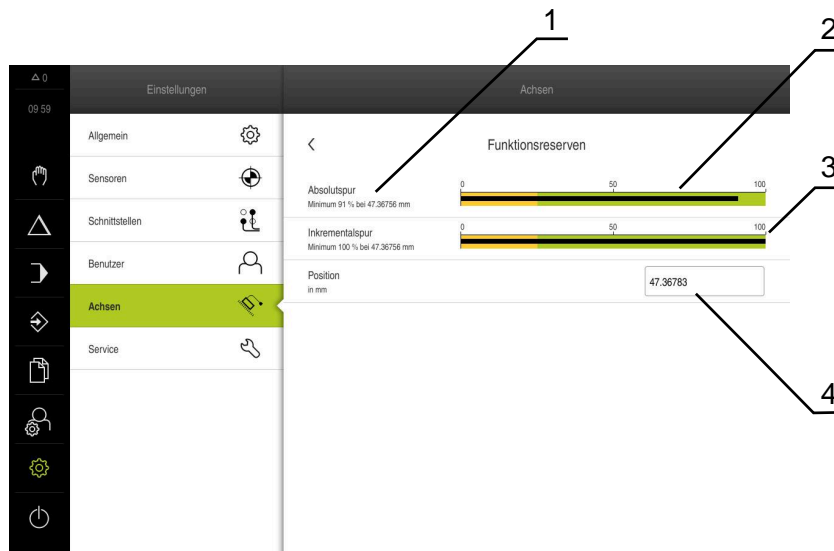 1
2
△ 0
Einstellungen
Achsen
09 59
Allgemein
Funktionsreserven
Sensoren
Absolutspur
0 50 100
3
Minimum 91 % bei 47.36756 mm
Schnittstellen
Inkrementalspur
0 50 100
Minimum 100 % bei 47.36756 mm
Benutzer
Position
in mm
47.36783
Achsen
Service
4